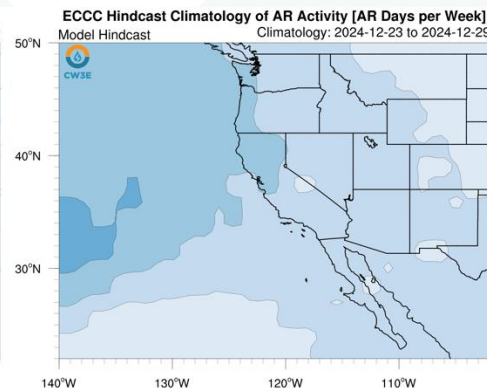 ECCC Hindcast Climatology of AR Activity [AR Days per Week]
Model Hindcast
Climatology: 2024-12-23 to 2024-12-29
50°N
CW3E
40°N
30°N
140°W
130°W
120°W
110°W